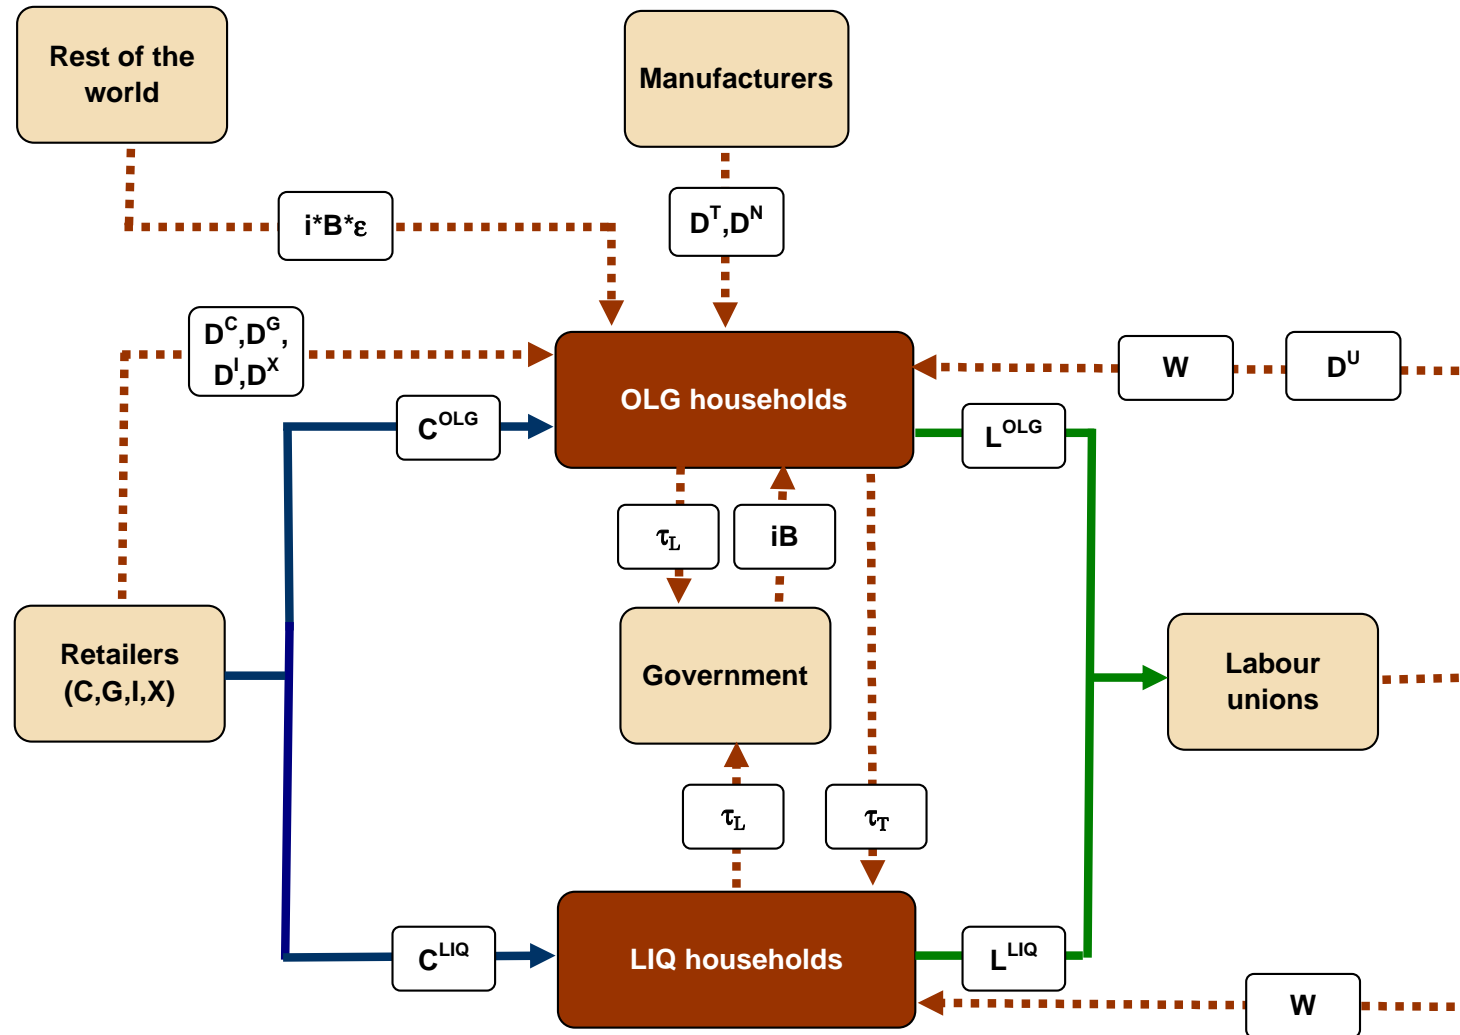 Rest of the
world
Manufacturers
i*B*ε
D^T,D^N
D^C,D^G,
D^I,D^X
W
D^U
OLG households
C^OLG
L^OLG
τ_L
iB
Retailers
(C,G,I,X)
Government
Labour
unions
τ_L
τ_T
C^LIQ
LIQ households
L^LIQ
W